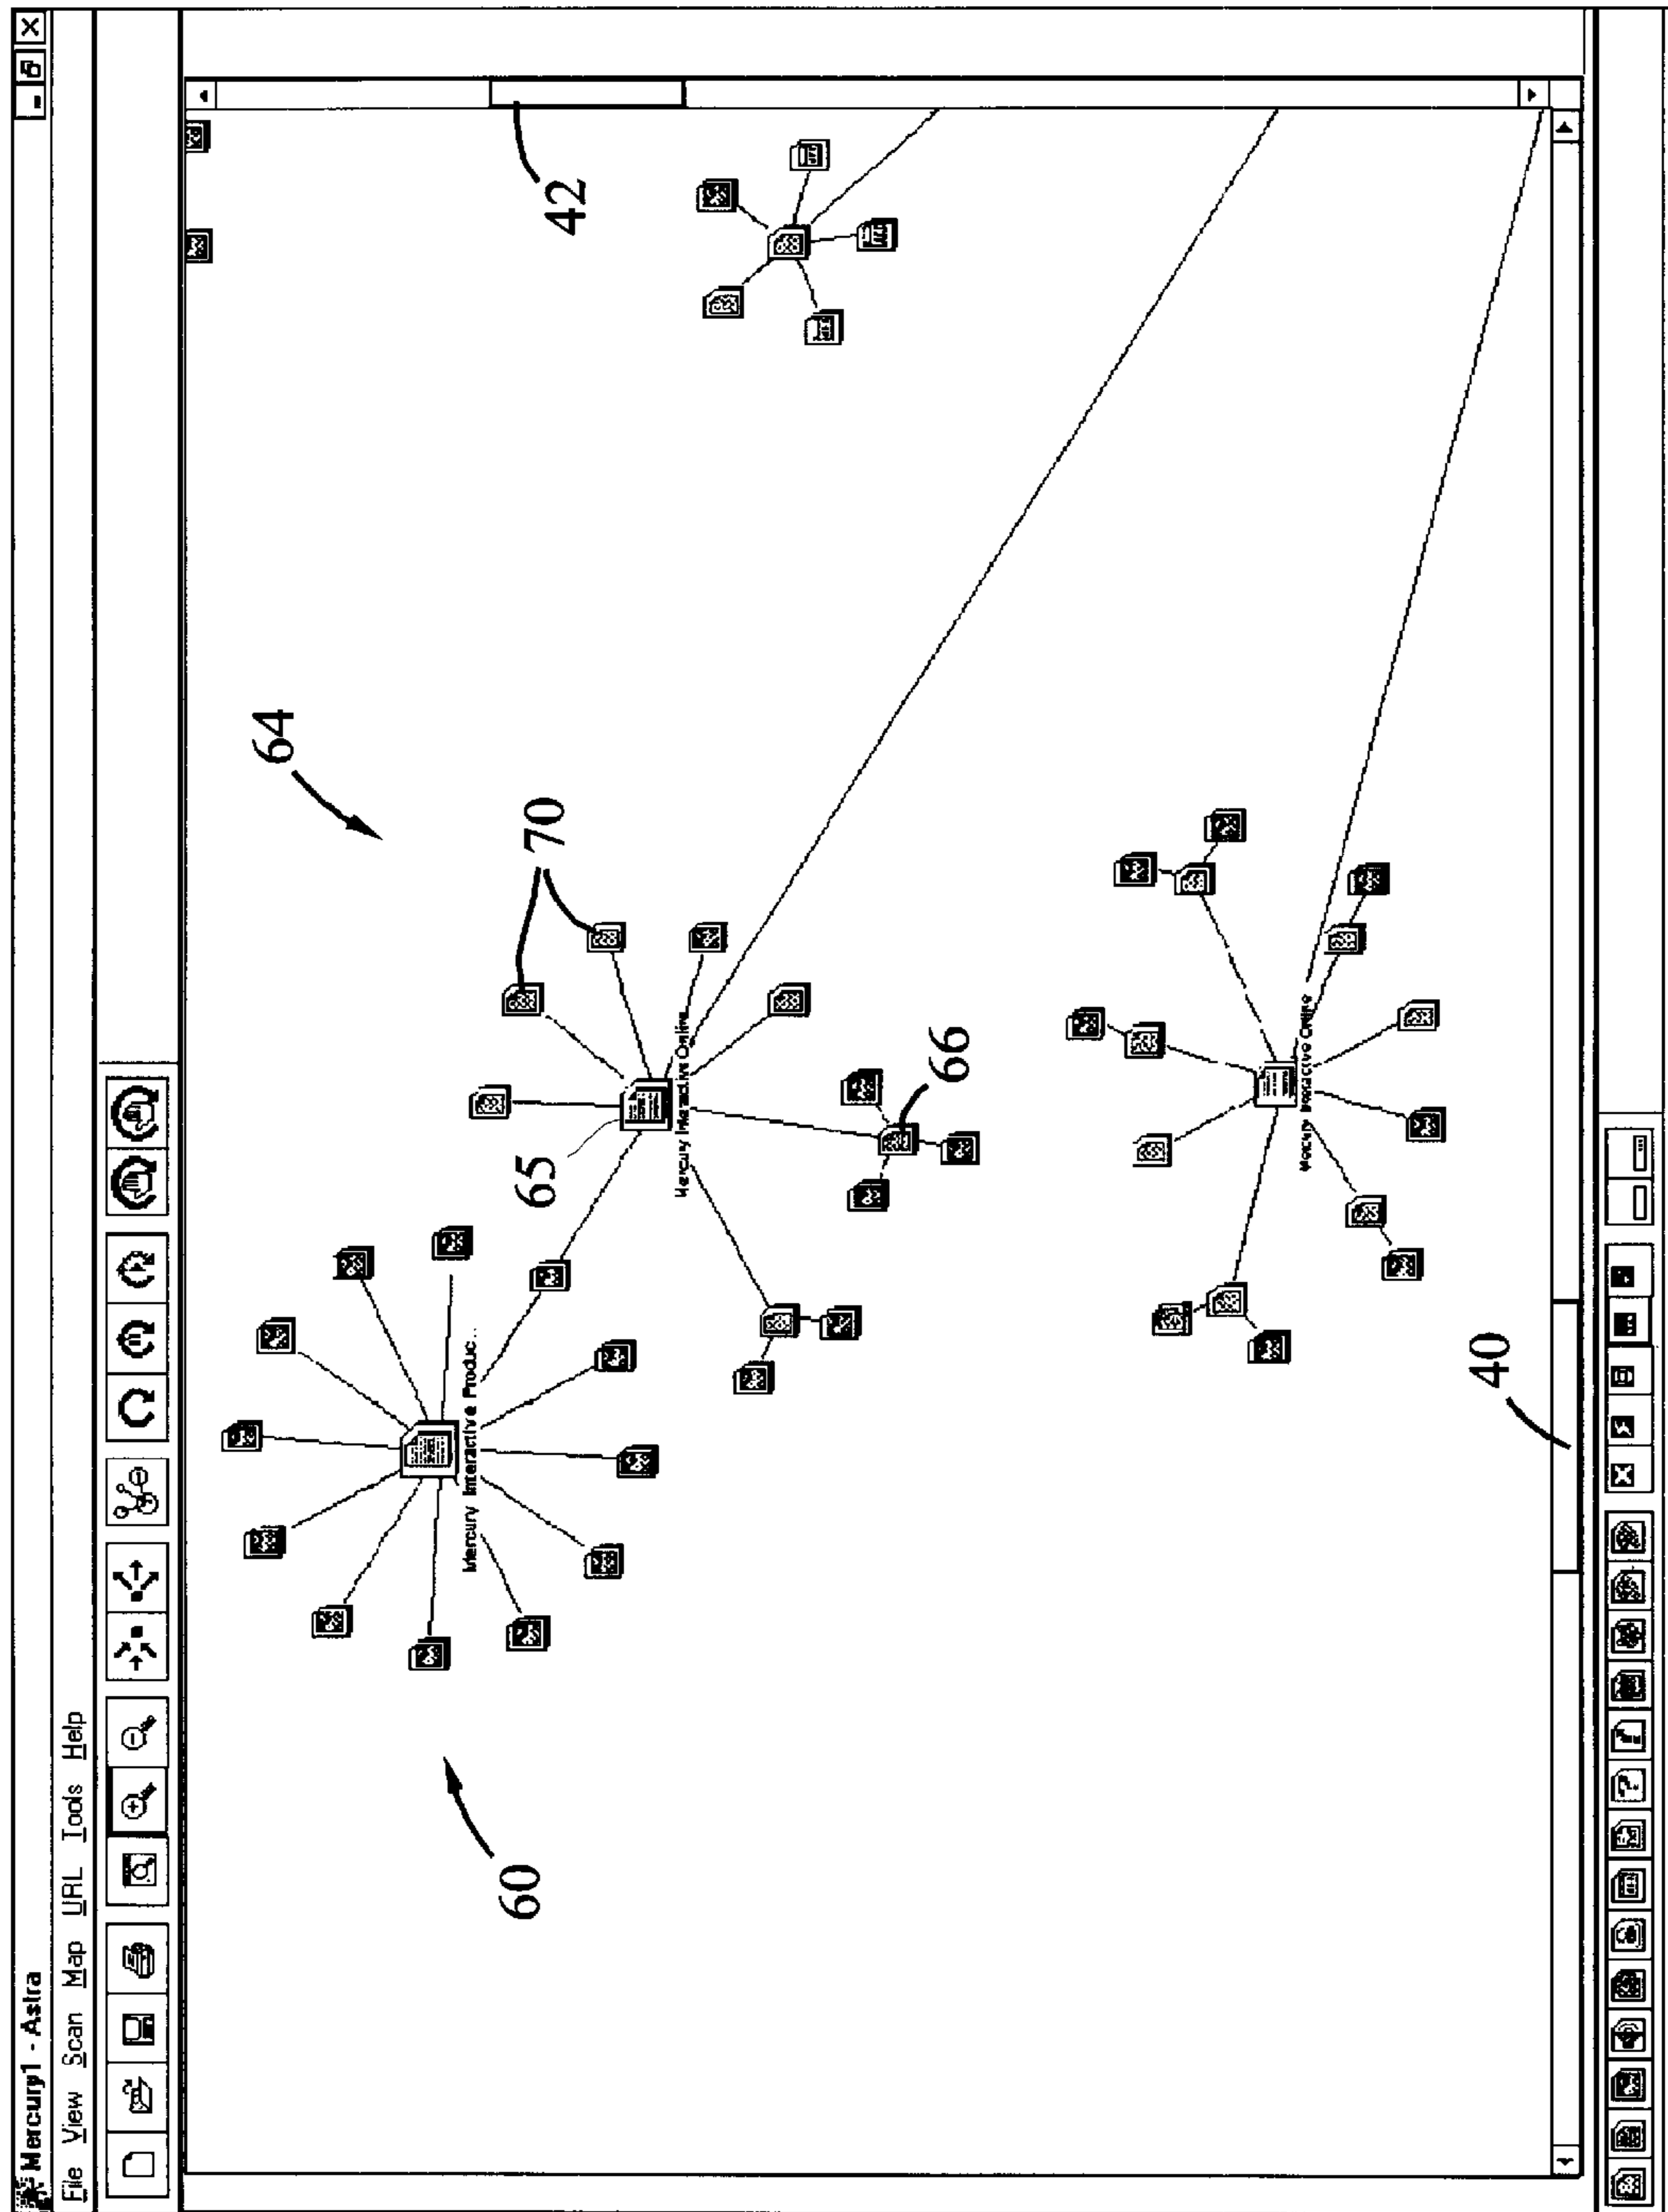 Mercury1 - Astra
File View Scan Map URL Tools Help
64
42
70
60
65
Mercury Interactive Produc...
Mercury Interactive Online
66
Mercury Interactive Online
40